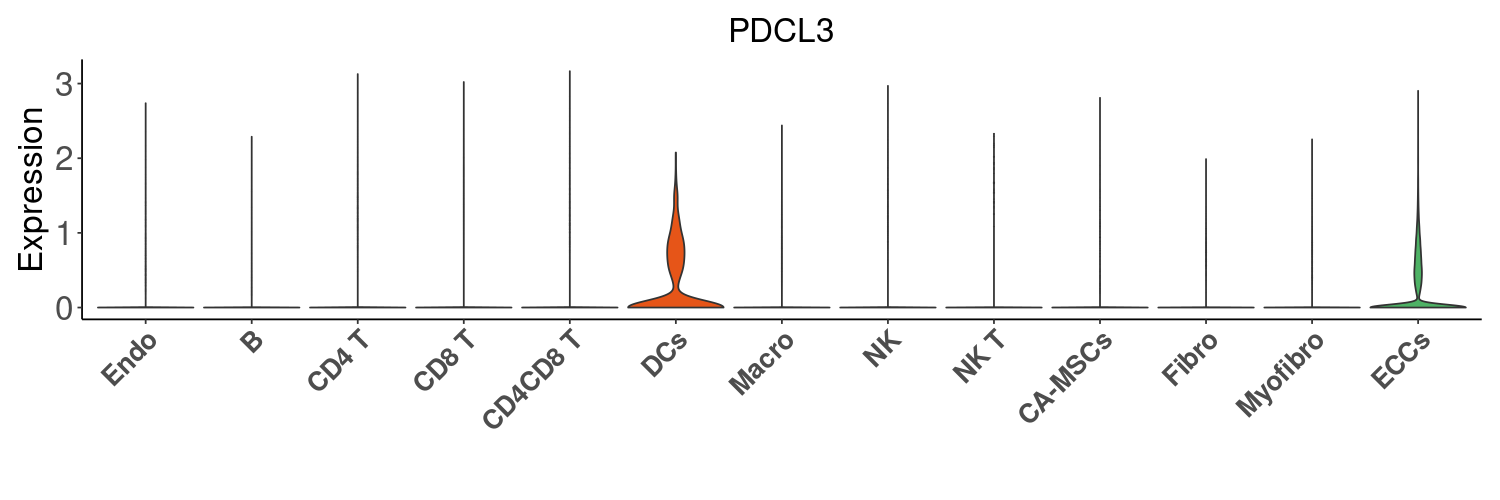 PDCL3
Expression
3
2
1
0
Endo
B
CD4 T
CD8 T
CD4CD8 T
DCs
Macro
NK
NK T
CA-MSCs
Fibro
Myofibro
ECCs